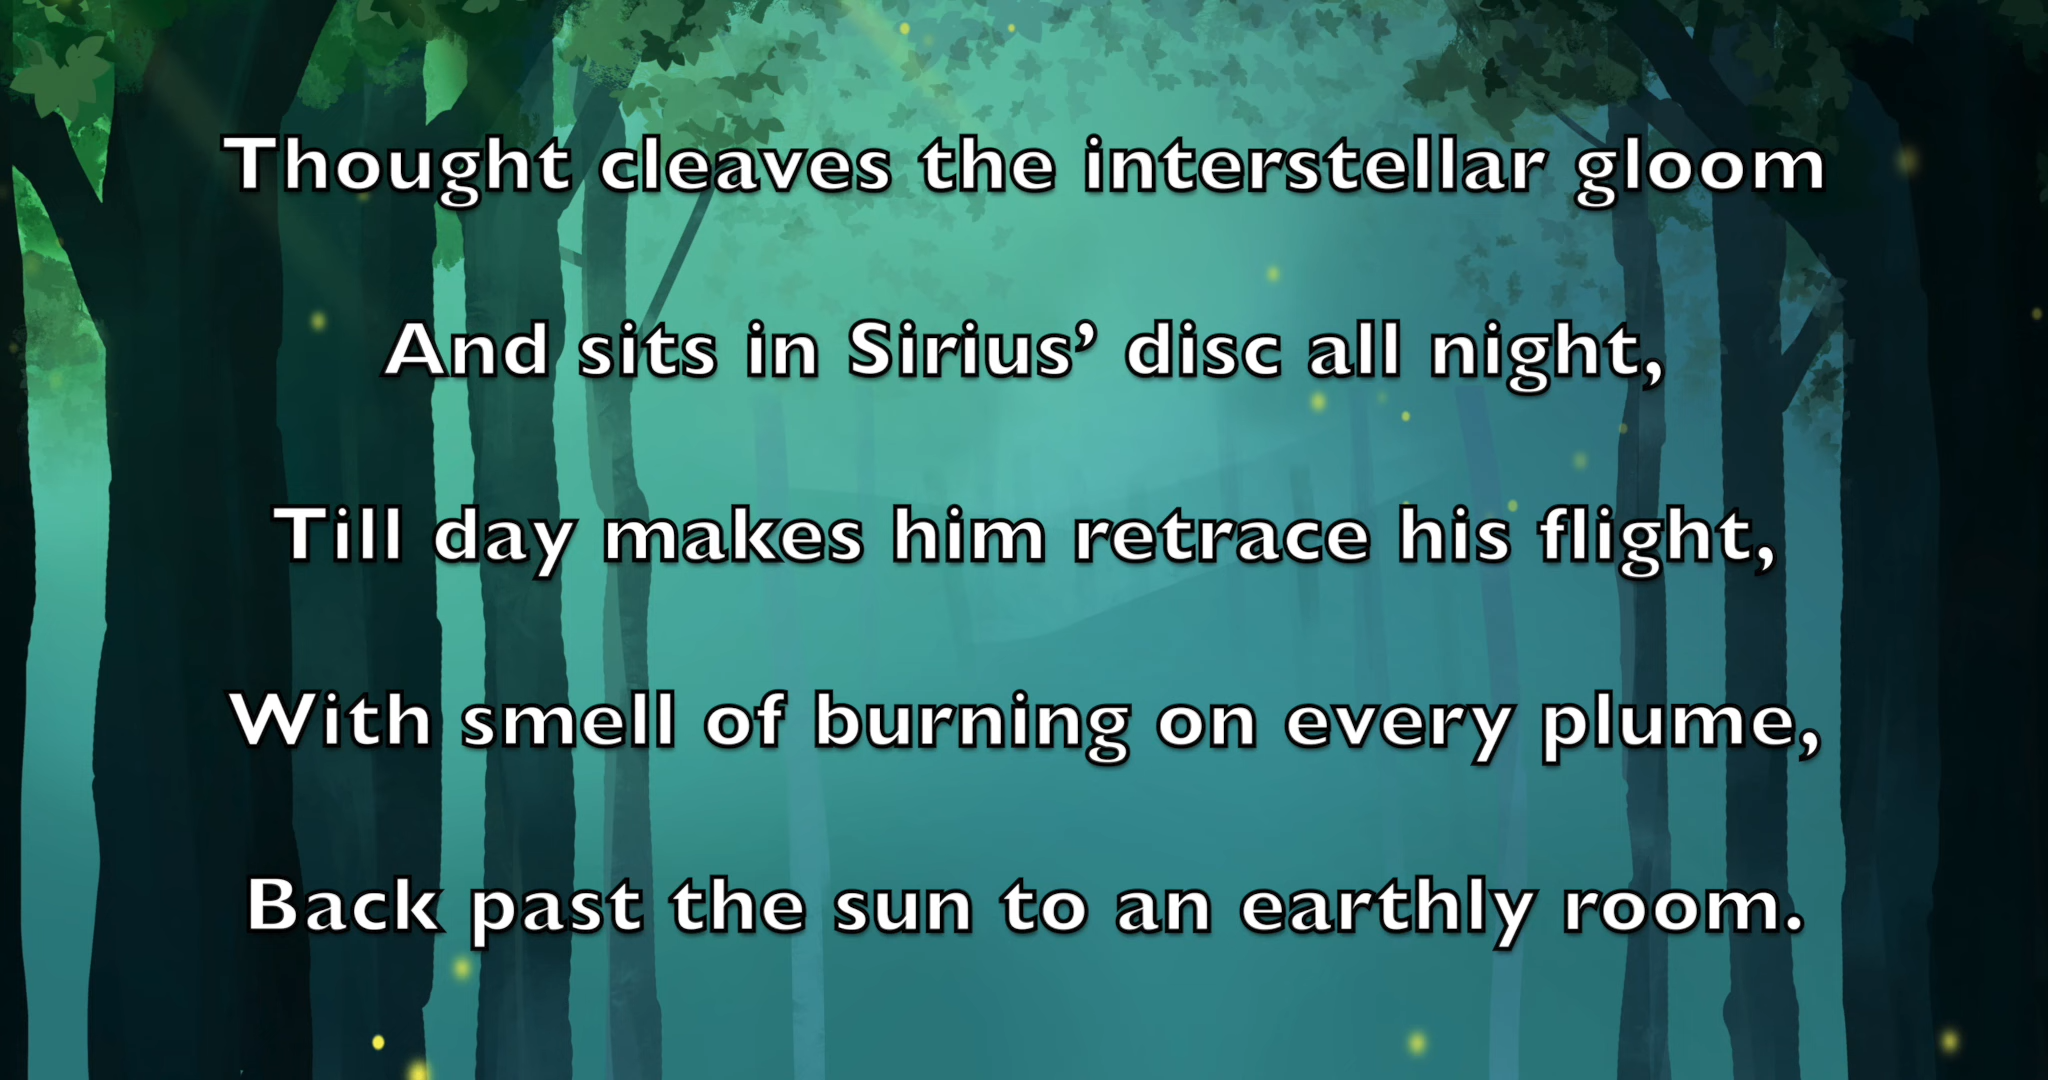 Thought cleaves the interstellar gloom
And sits in Sirius’ disc all night,
Till day makes him retrace his flight,
With smell of burning on every plume,
Back past the sun to an earthly room.